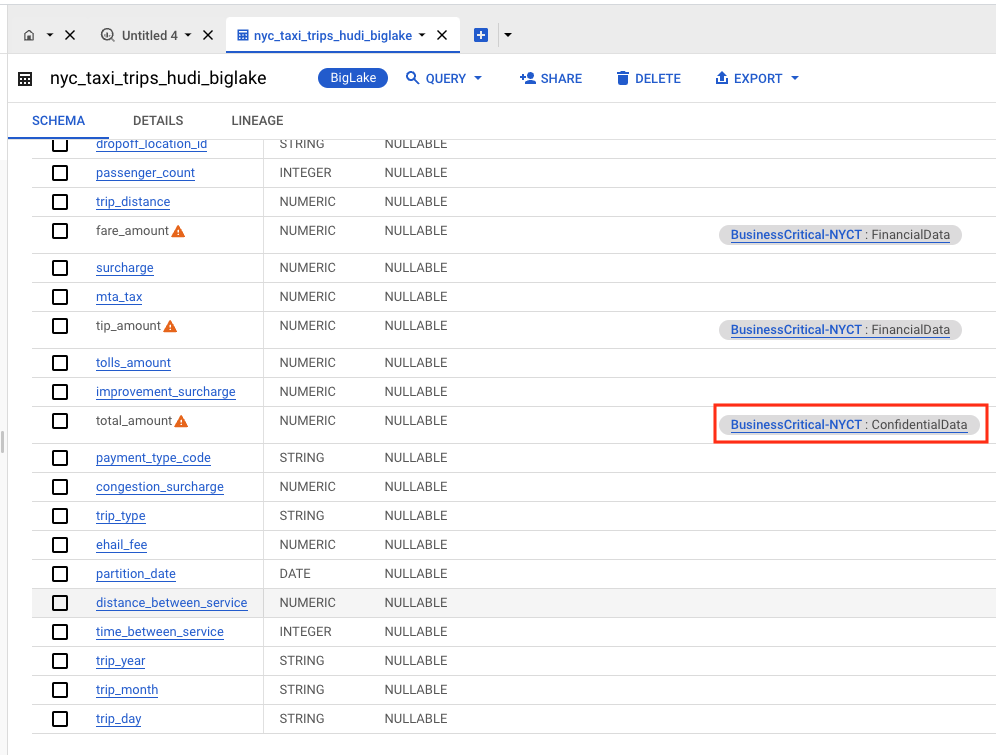 Untitled 4 nyc_taxi_trips_hudi_biglake
nyc_taxi_trips_hudi_biglake BigLake QUERY SHARE DELETE EXPORT
SCHEMA DETAILS LINEAGE
dropoff_location_id STRING NULLABLE
passenger_count INTEGER NULLABLE
trip_distance NUMERIC NULLABLE
fare_amount NUMERIC NULLABLE BusinessCritical-NYCT : FinancialData
surcharge NUMERIC NULLABLE
mta_tax NUMERIC NULLABLE
tip_amount NUMERIC NULLABLE BusinessCritical-NYCT : FinancialData
tolls_amount NUMERIC NULLABLE
improvement_surcharge NUMERIC NULLABLE
total_amount NUMERIC NULLABLE BusinessCritical-NYCT : ConfidentialData
payment_type_code STRING NULLABLE
congestion_surcharge NUMERIC NULLABLE
trip_type STRING NULLABLE
ehail_fee NUMERIC NULLABLE
partition_date DATE NULLABLE
distance_between_service NUMERIC NULLABLE
time_between_service INTEGER NULLABLE
trip_year STRING NULLABLE
trip_month STRING NULLABLE
trip_day STRING NULLABLE